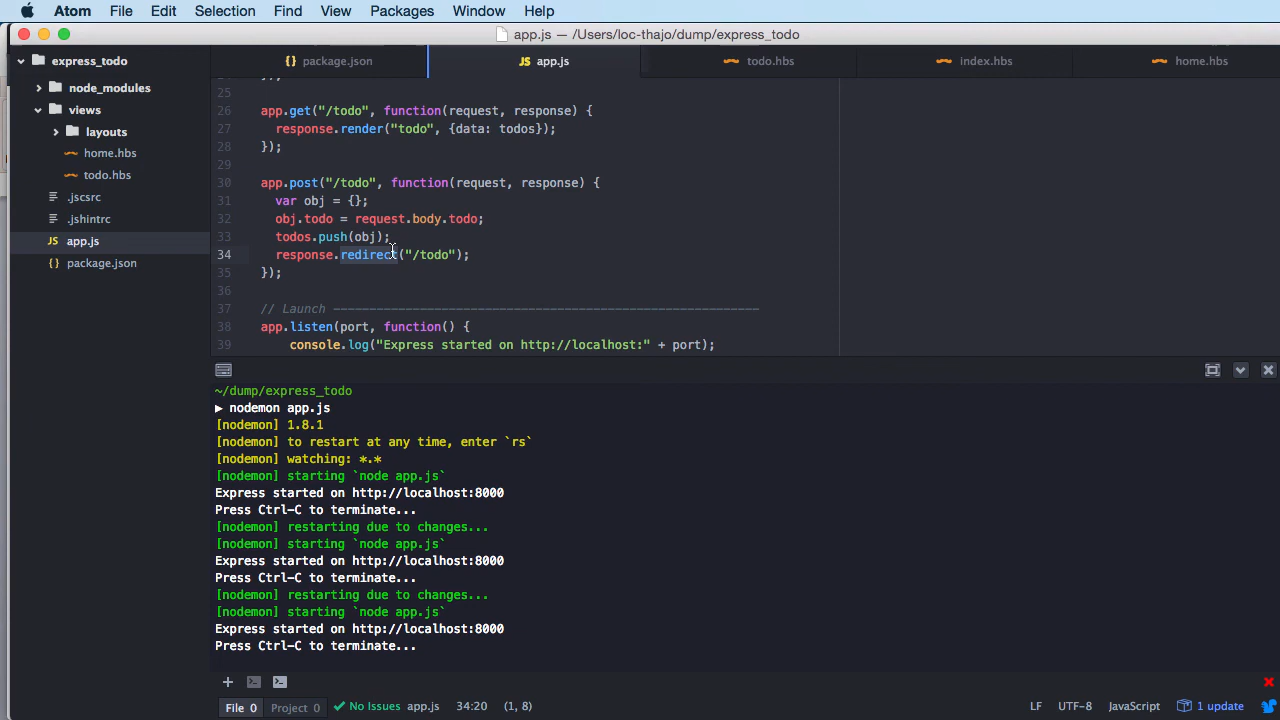 Atom File Edit Selection Find View Packages Window Help
app.js — /Users/loc-thajo/dump/express_todo
express_todo
node_modules
views
layouts
home.hbs
todo.hbs
.jscsrc
.jshintrc
app.js
package.json
package.json app.js todo.hbs index.hbs home.hbs
25
26 app.get("/todo", function(request, response) {
27 response.render("todo", {data: todos});
28 });
29
30 app.post("/todo", function(request, response) {
31 var obj = {};
32 obj.todo = request.body.todo;
33 todos.push(obj);
34 response.redirect("/todo");
35 });
36
37 // Launch ———————————————————————————————————————————————————————————
38 app.listen(port, function() {
39 console.log("Express started on http://localhost:" + port);
~/dump/express_todo
▶ nodemon app.js
[nodemon] 1.8.1
[nodemon] to restart at any time, enter `rs`
[nodemon] watching: *.*
[nodemon] starting `node app.js`
Express started on http://localhost:8000
Press Ctrl-C to terminate...
[nodemon] restarting due to changes...
[nodemon] starting `node app.js`
Express started on http://localhost:8000
Press Ctrl-C to terminate...
[nodemon] restarting due to changes...
[nodemon] starting `node app.js`
Express started on http://localhost:8000
Press Ctrl-C to terminate...
File 0 Project 0 No Issues app.js 34:20 (1, 8) LF UTF-8 JavaScript 1 update